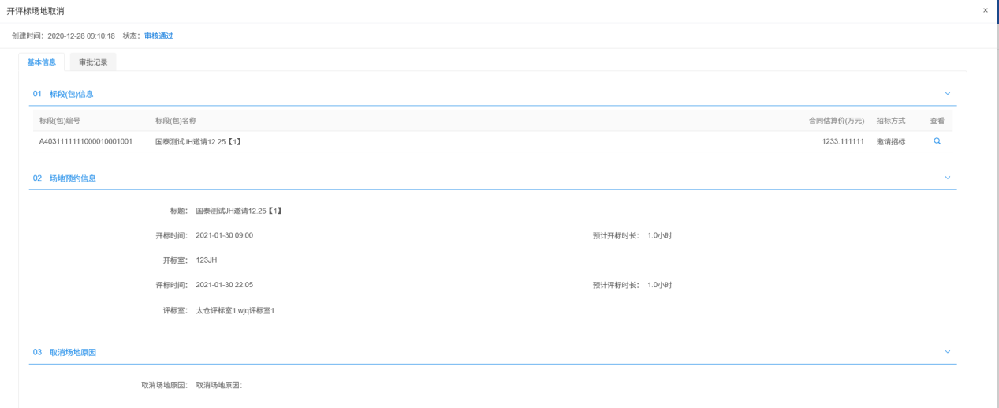 开评标场地取消 ×
创建时间：2020-12-28 09:10:18 状态：审核通过
基本信息 审批记录
01 标段(包)信息
标段(包)编号 标段(包)名称 合同估算价(万元) 招标方式 查看
A4031111111000010001001 国泰测试JH邀请12.25【1】 1233.111111 邀请招标
02 场地预约信息
标题： 国泰测试JH邀请12.25【1】
开标时间： 2021-01-30 09:00 预计开标时长： 1.0小时
开标室： 123JH
评标时间： 2021-01-30 22:05 预计评标时长： 1.0小时
评标室： 太仓评标室1,wjq评标室1
03 取消场地原因
取消场地原因： 取消场地原因：